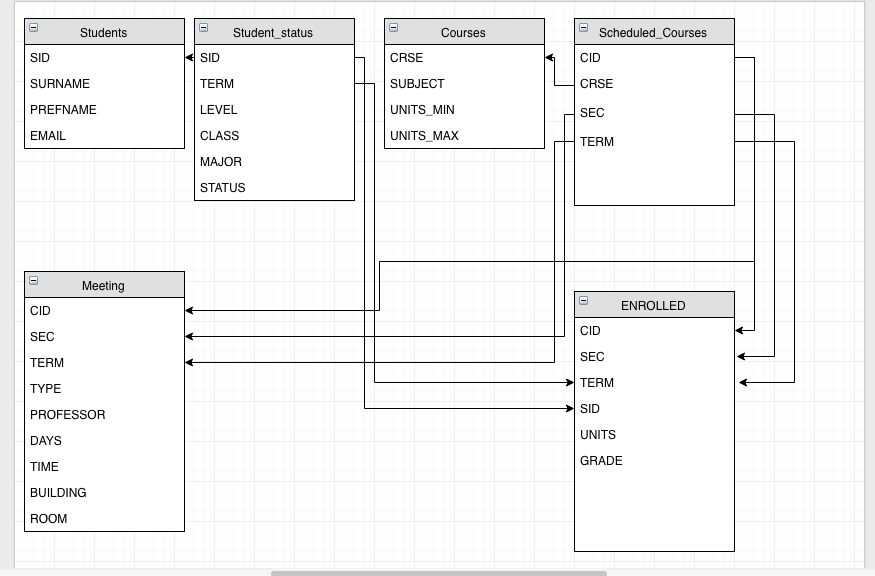 Students
SID
SURNAME
PREFNAME
EMAIL
Student_status
SID
TERM
LEVEL
CLASS
MAJOR
STATUS
Courses
CRSE
SUBJECT
UNITS_MIN
UNITS_MAX
Scheduled_Courses
CID
CRSE
SEC
TERM
Meeting
CID
SEC
TERM
TYPE
PROFESSOR
DAYS
TIME
BUILDING
ROOM
ENROLLED
CID
SEC
TERM
SID
UNITS
GRADE